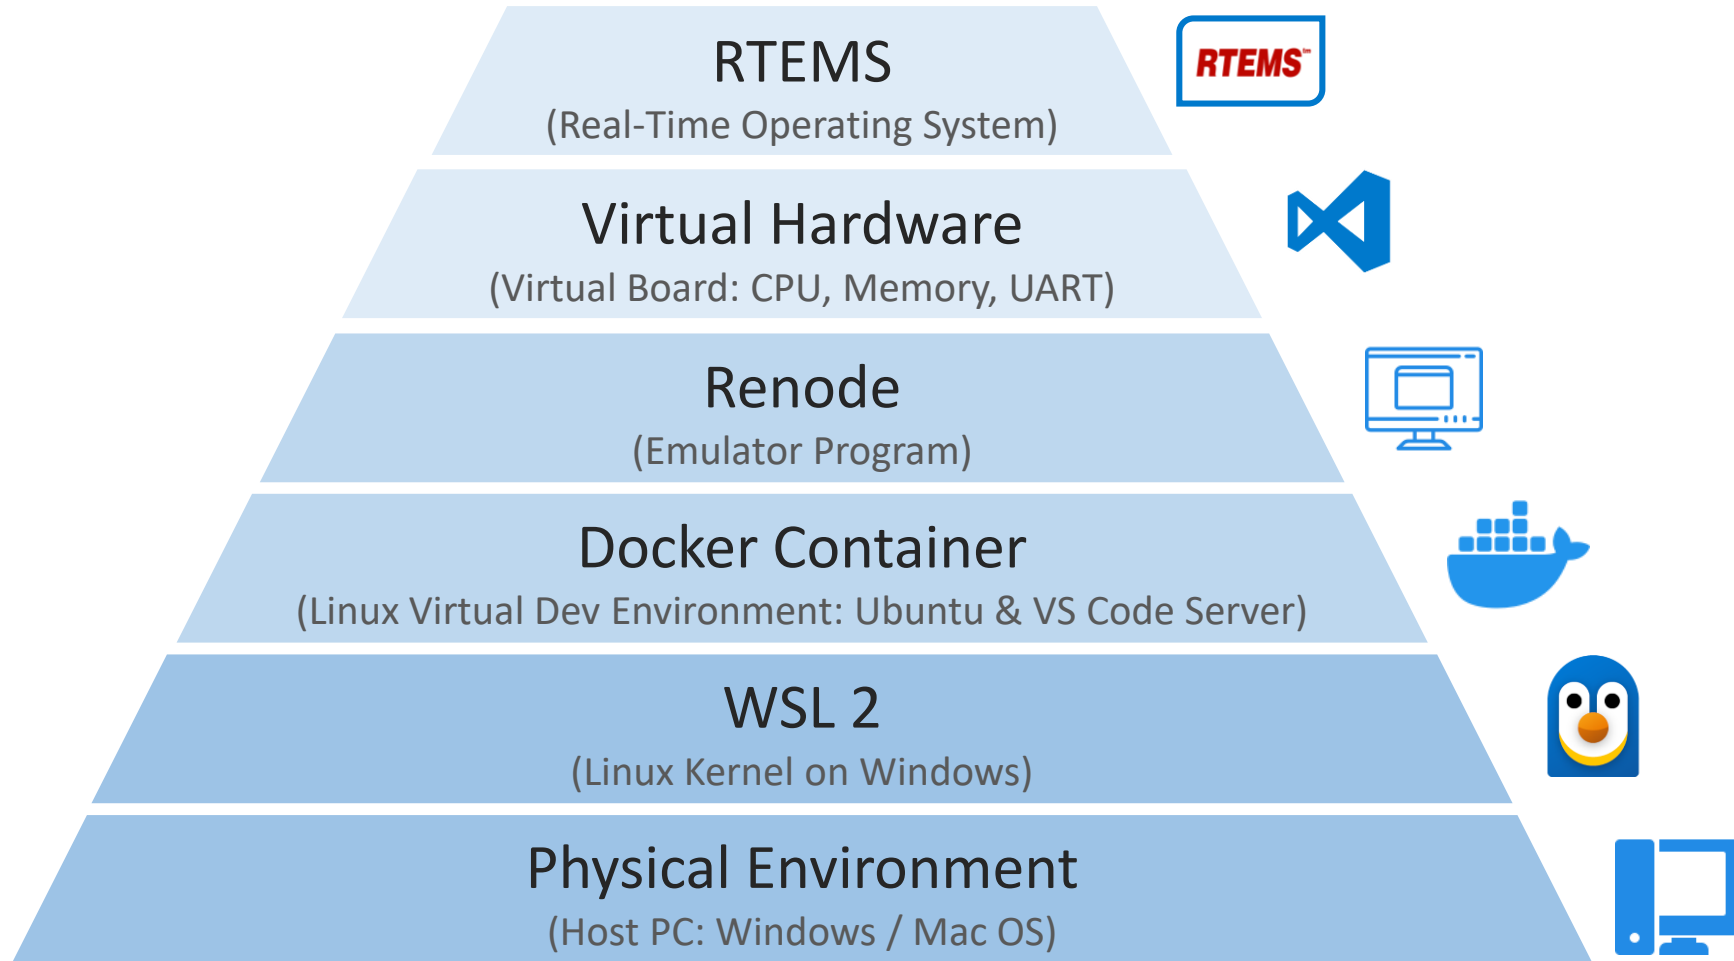 RTEMS
(Real-Time Operating System)
RTEMS™
Virtual Hardware
(Virtual Board: CPU, Memory, UART)
Renode
(Emulator Program)
Docker Container
(Linux Virtual Dev Environment: Ubuntu & VS Code Server)
WSL 2
(Linux Kernel on Windows)
Physical Environment
(Host PC: Windows / Mac OS)